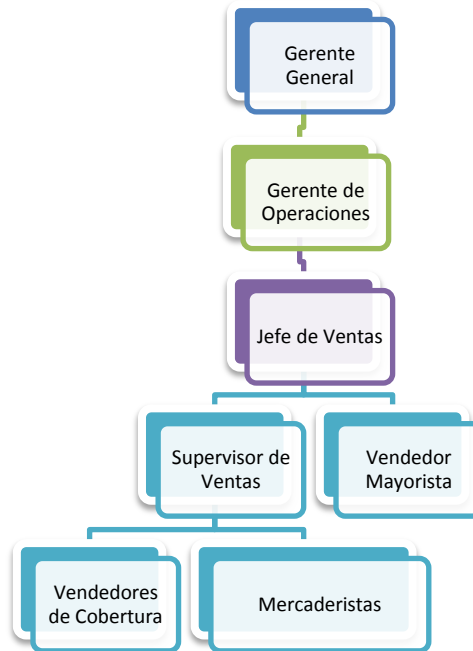 Gerente
General
Gerente de
Operaciones
Jefe de Ventas
Supervisor de
Ventas
Vendedor
Mayorista
Vendedores
de Cobertura
Mercaderistas